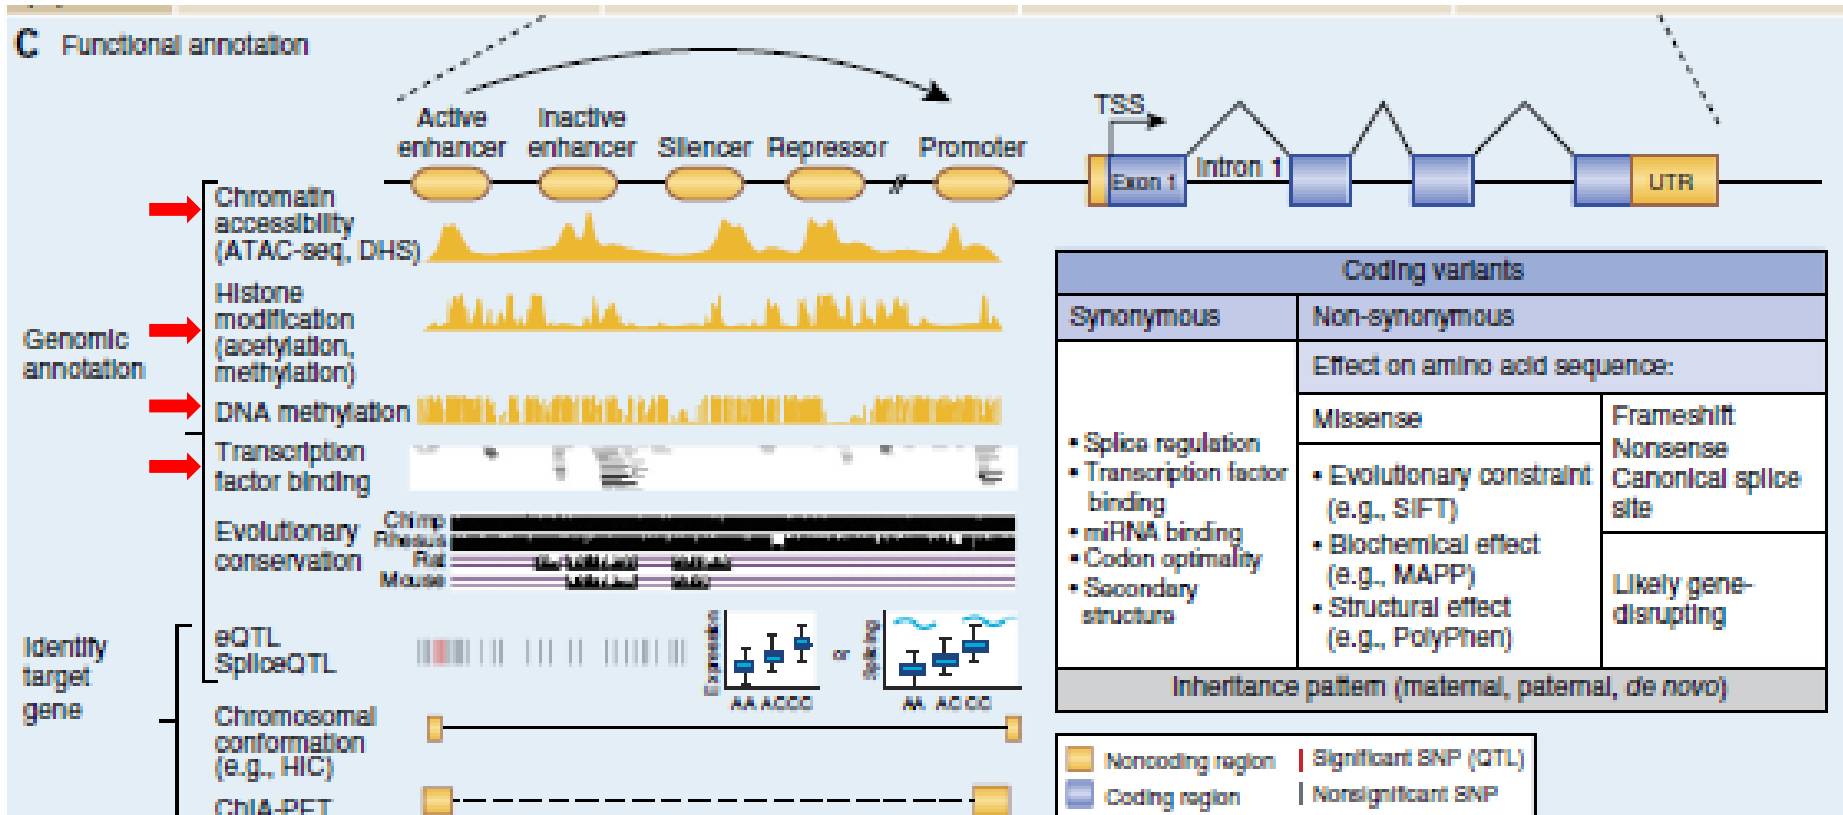 C Functional annotation
Active enhancer
Inactive enhancer
Silencer
Repressor
Promoter
TSS
Exon 1
Intron 1
UTR
Genomic
annotation
Chromatin
accessibility
(ATAC-seq, DHS)
Histone
modification
(acetylation,
methylation)
DNA methylation
Transcription
factor binding
Evolutionary
conservation
Chimp
Rhesus
Rat
Mouse
Identify
target
gene
eQTL
SpliceQTL
Expression
AA AC CC
or
Splicing
AA AC CC
Chromosomal
conformation
(e.g., HIC)
ChIA-PET
Coding variants
Synonymous
• Splice regulation
• Transcription factor
binding
• miRNA binding
• Codon optimality
• Secondary
structure
Non-synonymous
Effect on amino acid sequence:
Missense
• Evolutionary constraint
(e.g., SIFT)
• Biochemical effect
(e.g., MAPP)
• Structural effect
(e.g., PolyPhen)
Frameshift
Nonsense
Canonical splice
site
Likely gene-
disrupting
Inheritance pattern (maternal, paternal, de novo)
Noncoding region
Coding region
Significant SNP (QTL)
Nonsignificant SNP